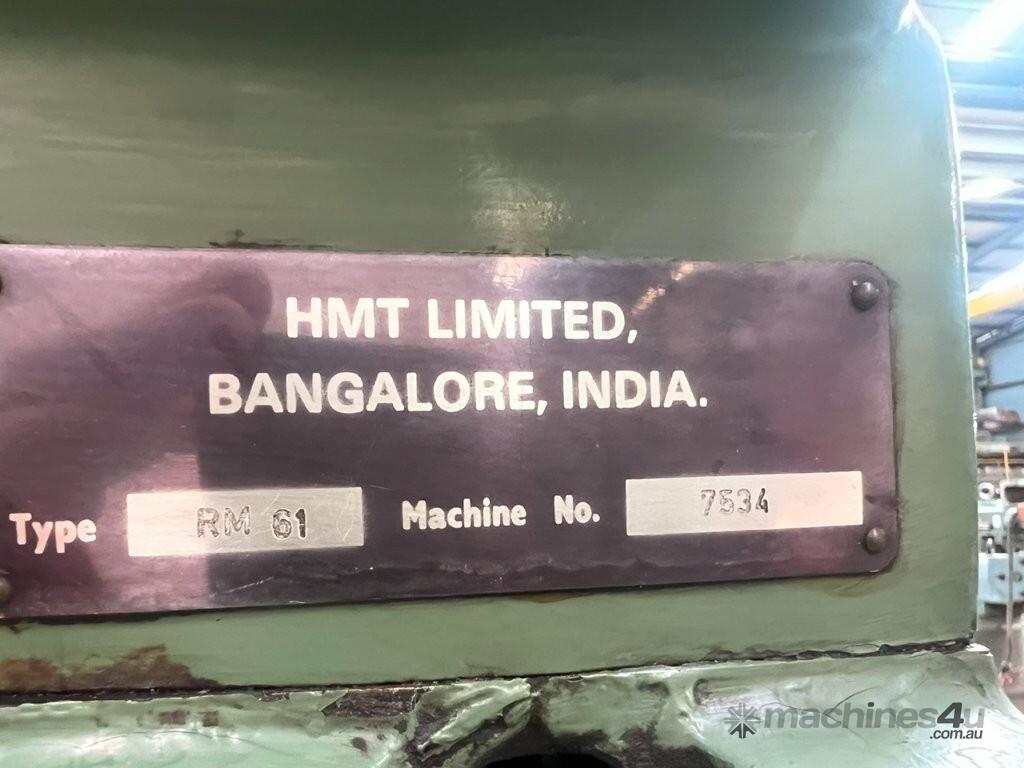 HMT LIMITED,
BANGALORE, INDIA.
Type RM 61 Machine No. 7534
machines4u
.com.au